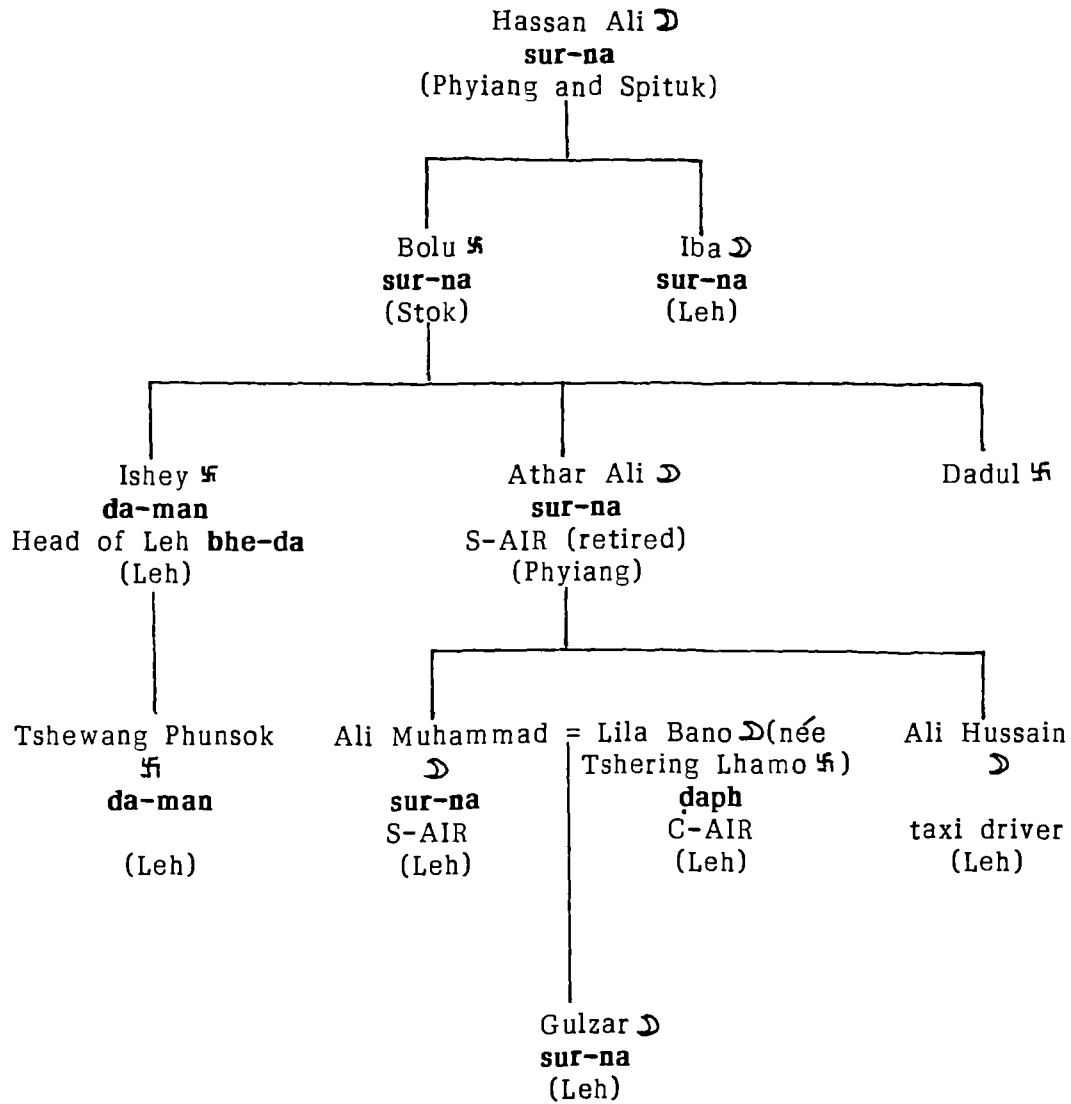 Hassan Ali ☽
sur-na
(Phyiang and Spituk)
Bolu 卐
sur-na
(Stok)
Iba ☽
sur-na
(Leh)
Ishey 卐
da-man
Head of Leh bhe-da
(Leh)
Athar Ali ☽
sur-na
S-AIR (retired)
(Phyiang)
Dadul 卐
Tshewang Phunsok
卐
da-man
(Leh)
Ali Muhammad = Lila Bano ☽ (née
Tshering Lhamo 卐)
☽
sur-na
S-AIR
(Leh)
ḍaph
C-AIR
(Leh)
Ali Hussain
☽
taxi driver
(Leh)
Gulzar ☽
sur-na
(Leh)